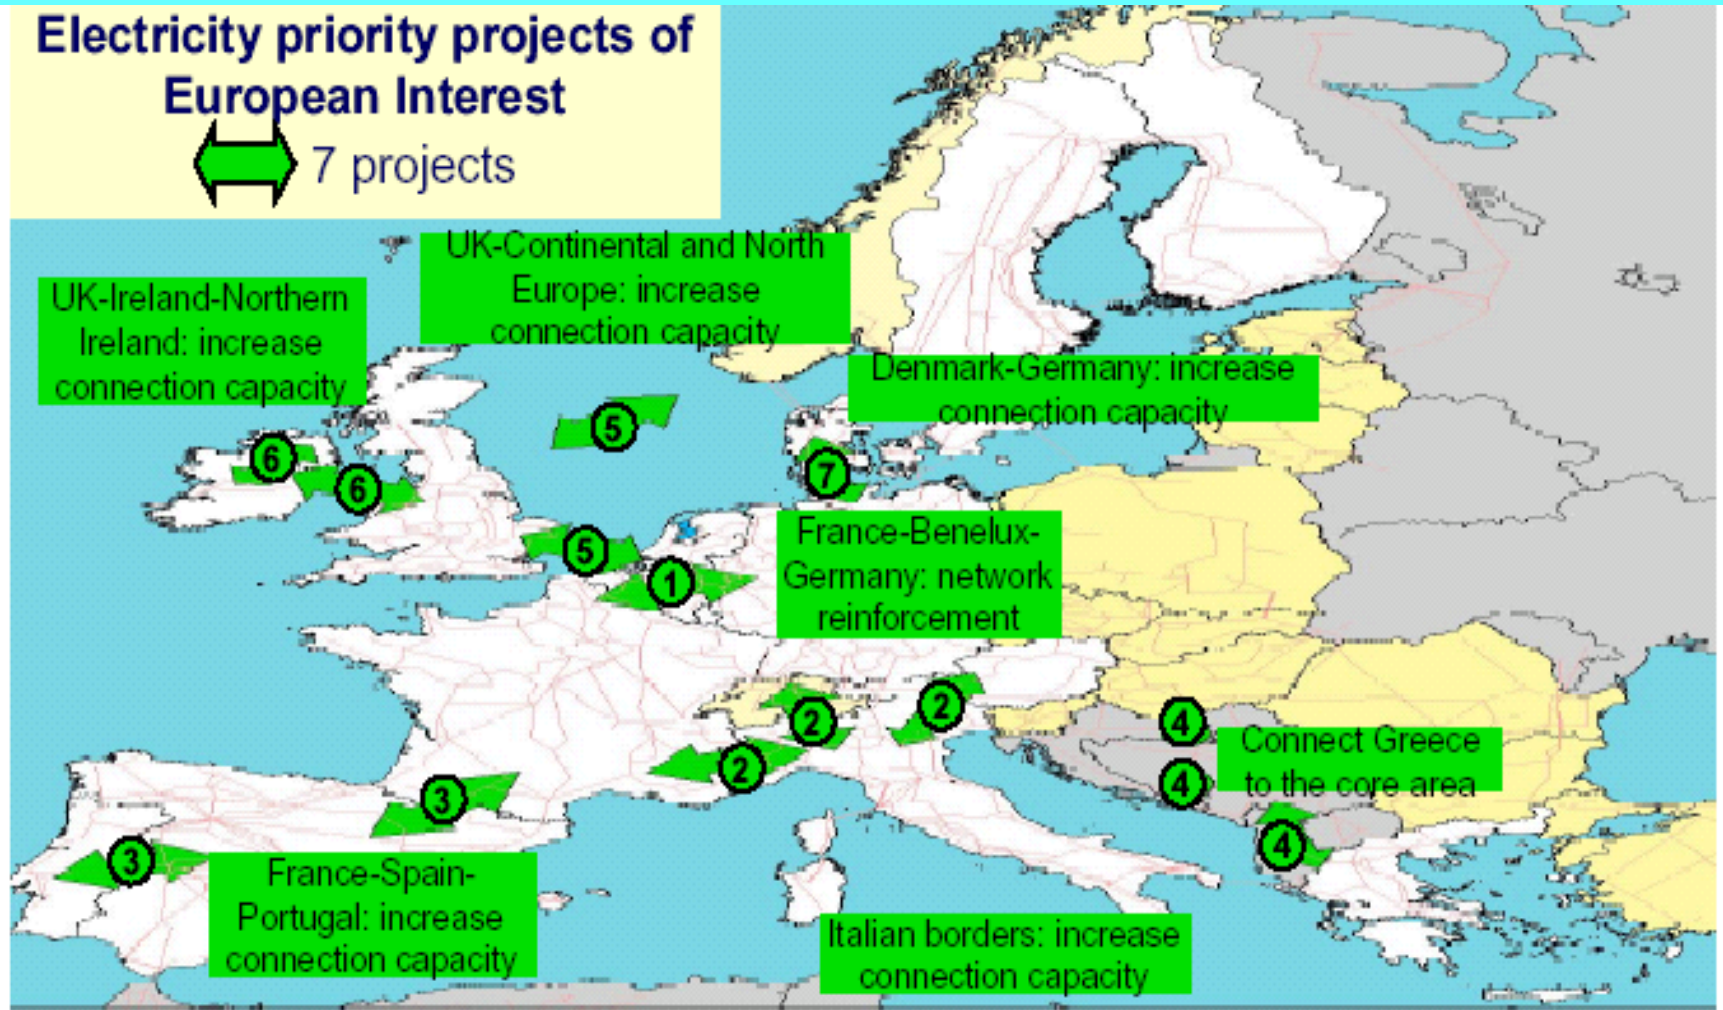 Electricity priority projects of
European Interest
7 projects
UK-Continental and North
Europe: increase
connection capacity
UK-Ireland-Northern
Ireland: increase
connection capacity
Denmark-Germany: increase
connection capacity
5
6
6
7
France-Benelux-
Germany: network
reinforcement
5
1
2
2
2
4
4
Connect Greece
to the core area
4
3
3
France-Spain-
Portugal: increase
connection capacity
Italian borders: increase
connection capacity